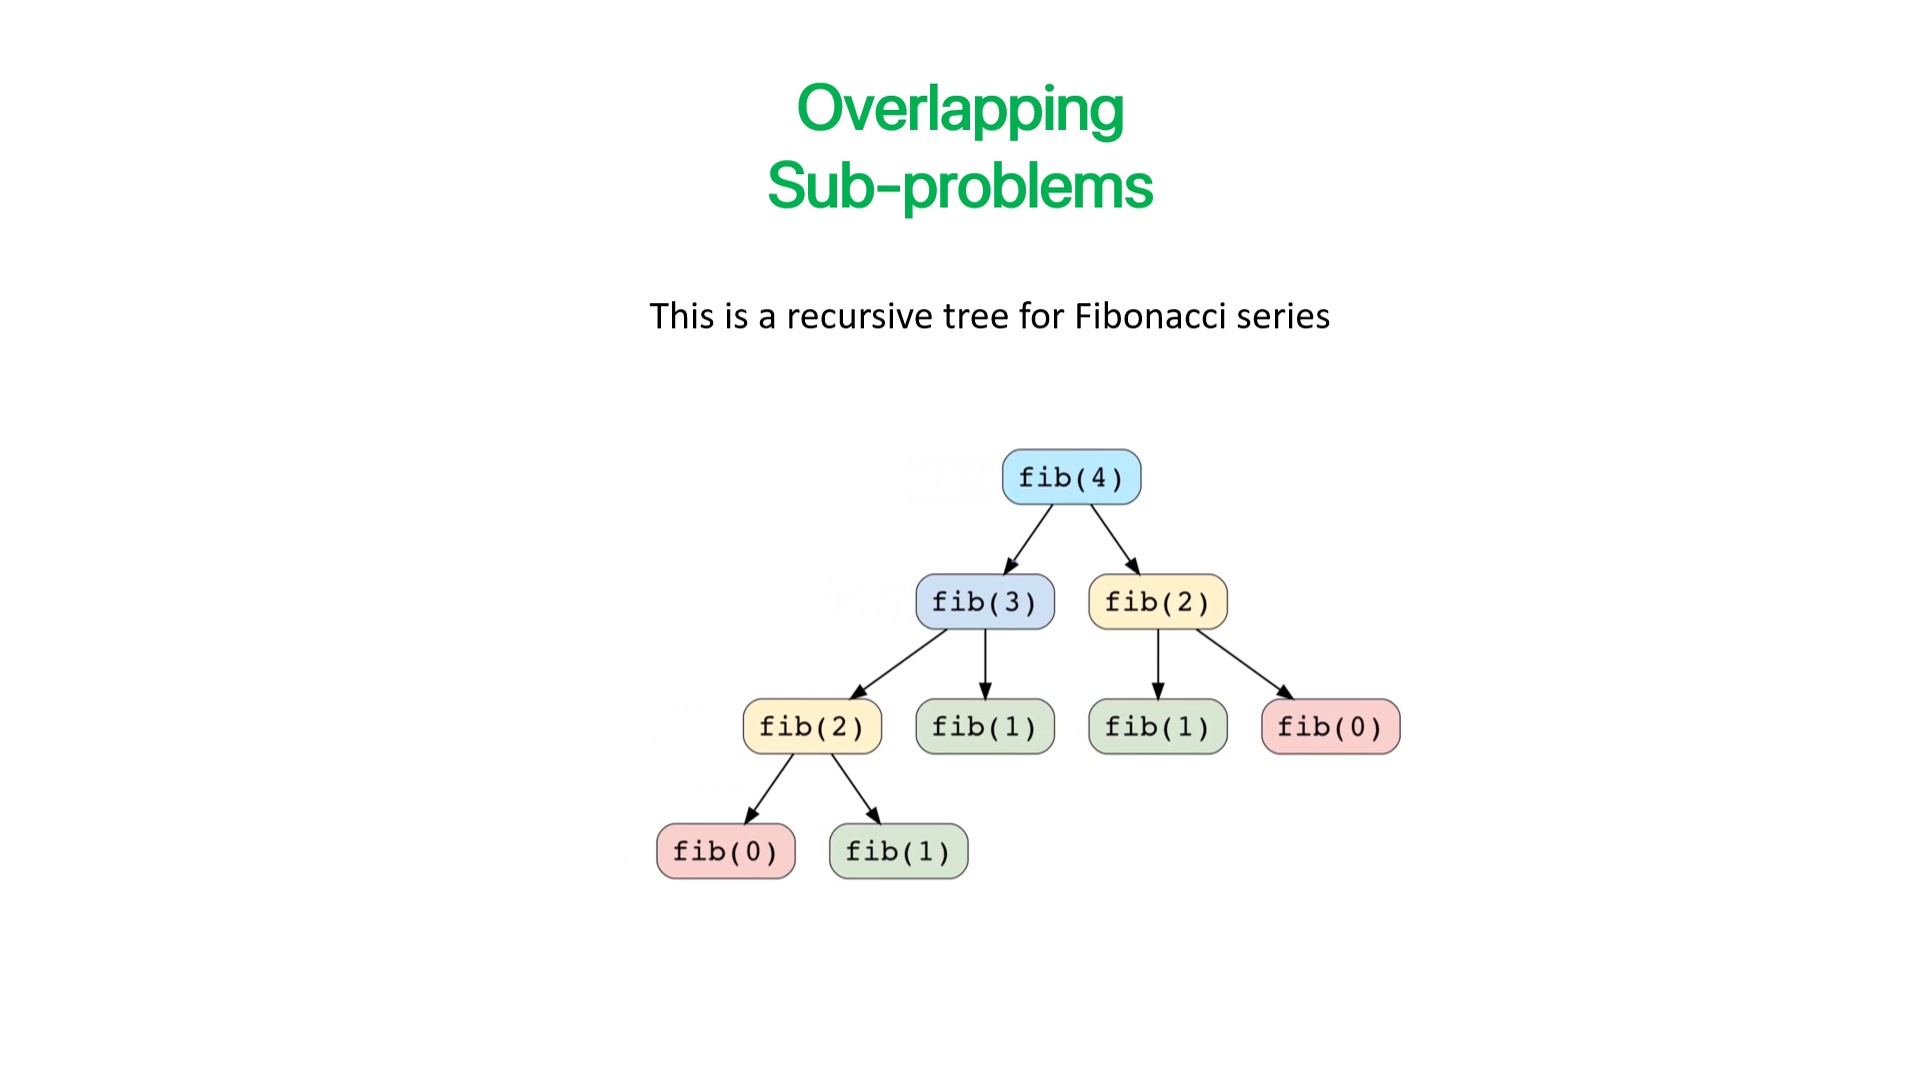 Overlapping
Sub-problems
This is a recursive tree for Fibonacci series
fib(4)
fib(3) fib(2)
fib(2) fib(1) fib(1) fib(0)
fib(0) fib(1)